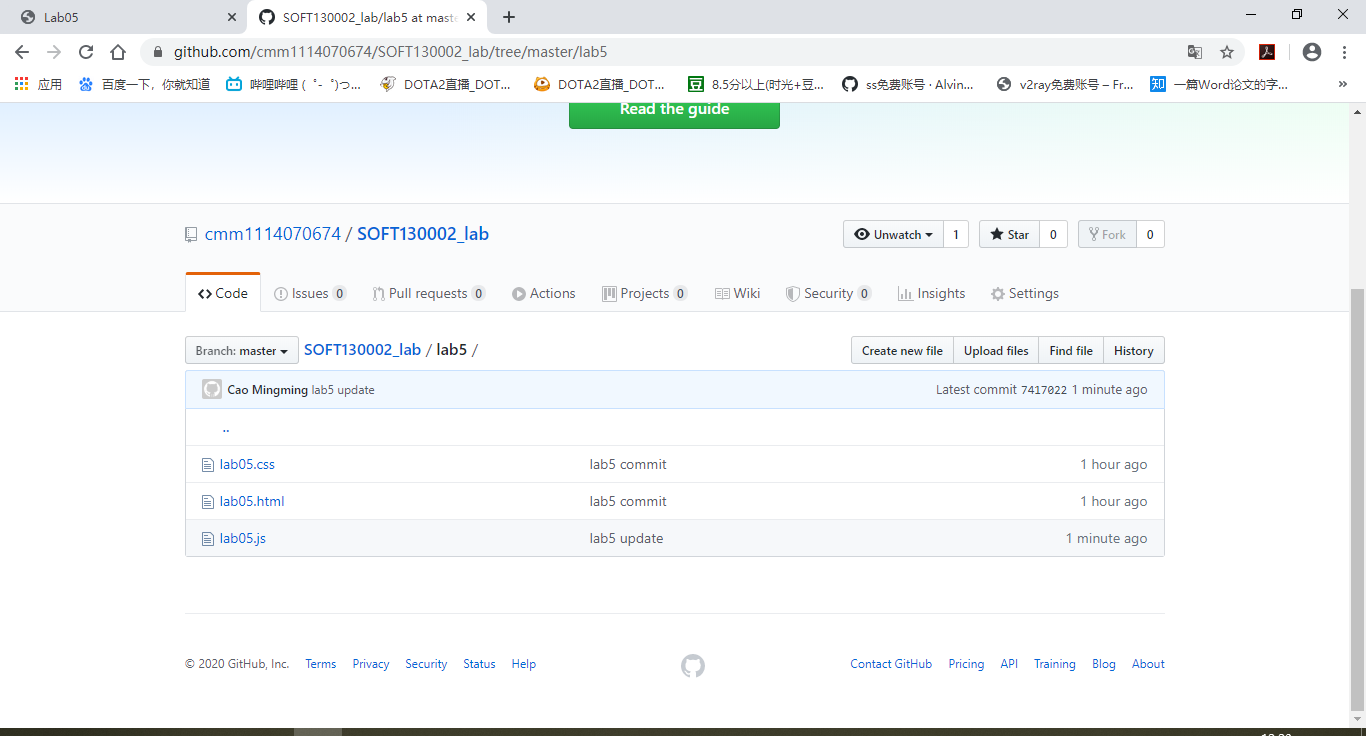 Lab05
SOFT130002_lab/lab5 at maste
github.com/cmm1114070674/SOFT130002_lab/tree/master/lab5
应用 百度一下，你就知道 哔哩哔哩 (゜-゜)つ... DOTA2直播_DOT... DOTA2直播_DOT... 8.5分以上(时光+豆... ss免费账号 · Alvin... v2ray免费账号 – Fr... 知 一篇Word论文的字... »
Read the guide
cmm1114070674 / SOFT130002_lab
Unwatch 1 Star 0 Fork 0
Code Issues 0 Pull requests 0 Actions Projects 0 Wiki Security 0 Insights Settings
Branch: master SOFT130002_lab / lab5 /
Create new file Upload files Find file History
Cao Mingming lab5 update Latest commit 7417022 1 minute ago
..
lab05.css lab5 commit 1 hour ago
lab05.html lab5 commit 1 hour ago
lab05.js lab5 update 1 minute ago
© 2020 GitHub, Inc. Terms Privacy Security Status Help Contact GitHub Pricing API Training Blog About